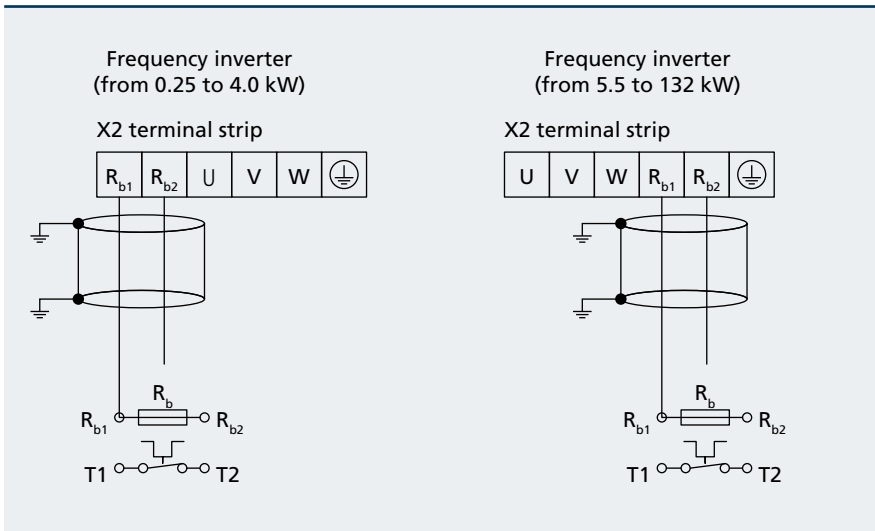 Frequency inverter
(from 0.25 to 4.0 kW)
X2 terminal strip
Rb1 Rb2 U V W
Rb
Rb1 Rb2
T1 T2
Frequency inverter
(from 5.5 to 132 kW)
X2 terminal strip
U V W Rb1 Rb2
Rb
Rb1 Rb2
T1 T2